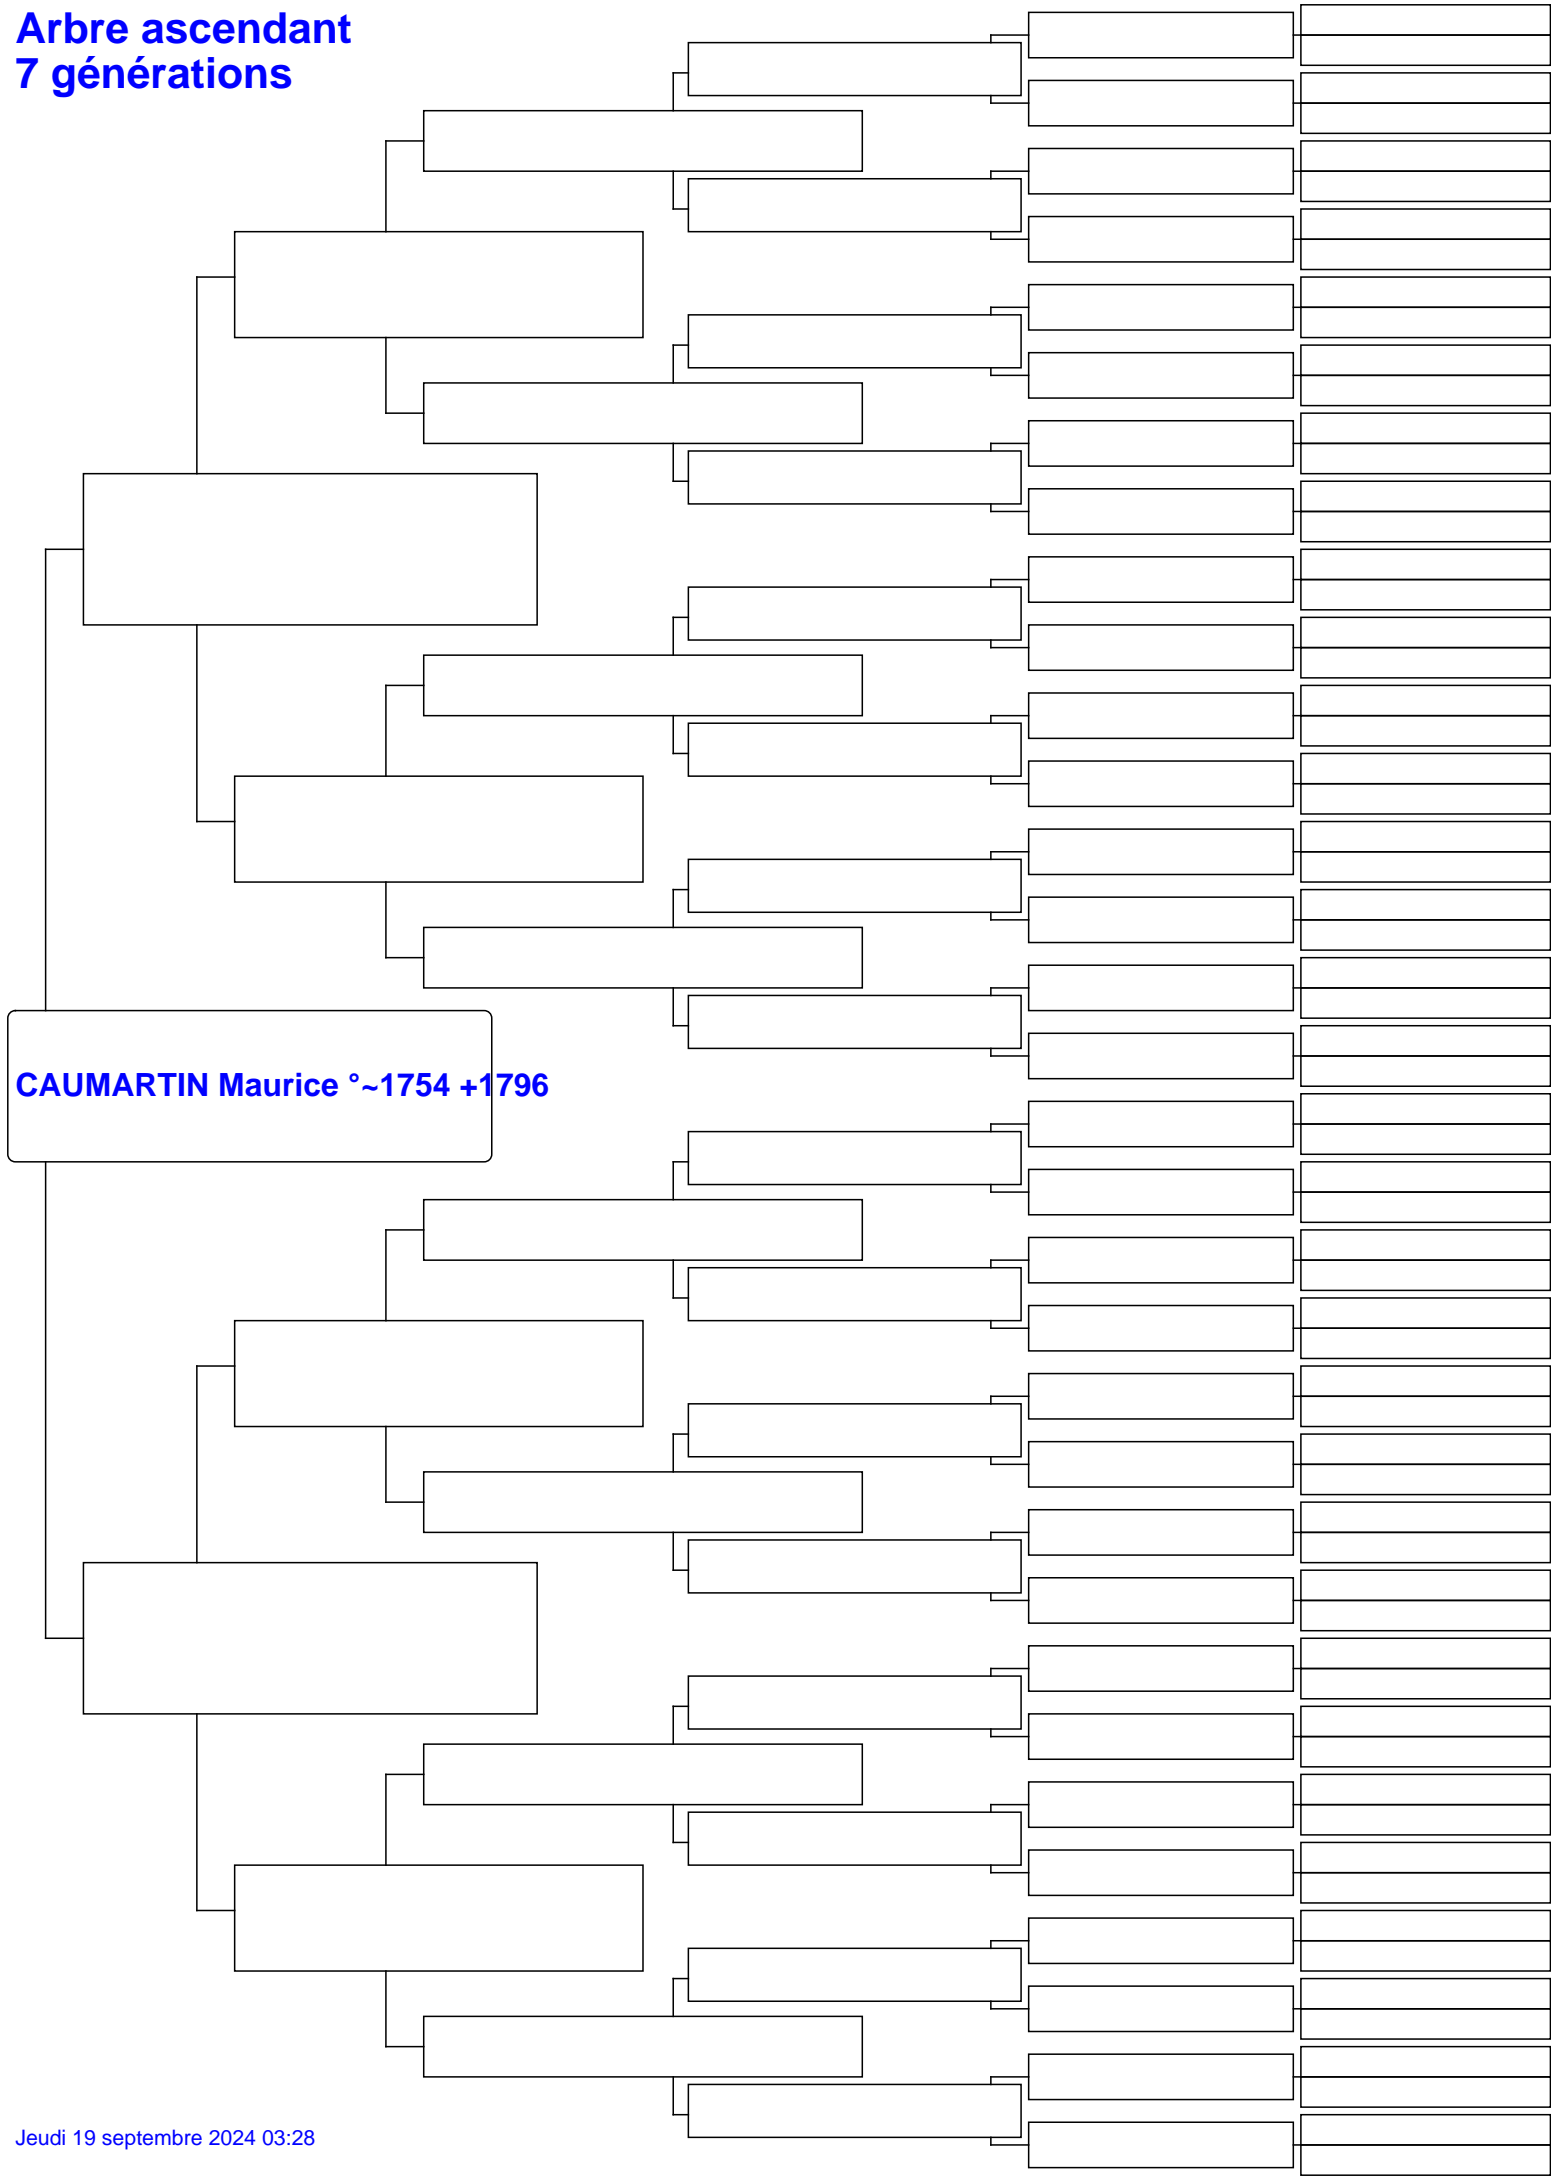 Arbre ascendant
7 générations
CAUMARTIN Maurice °~1754 +1796
Jeudi 19 septembre 2024 03:28